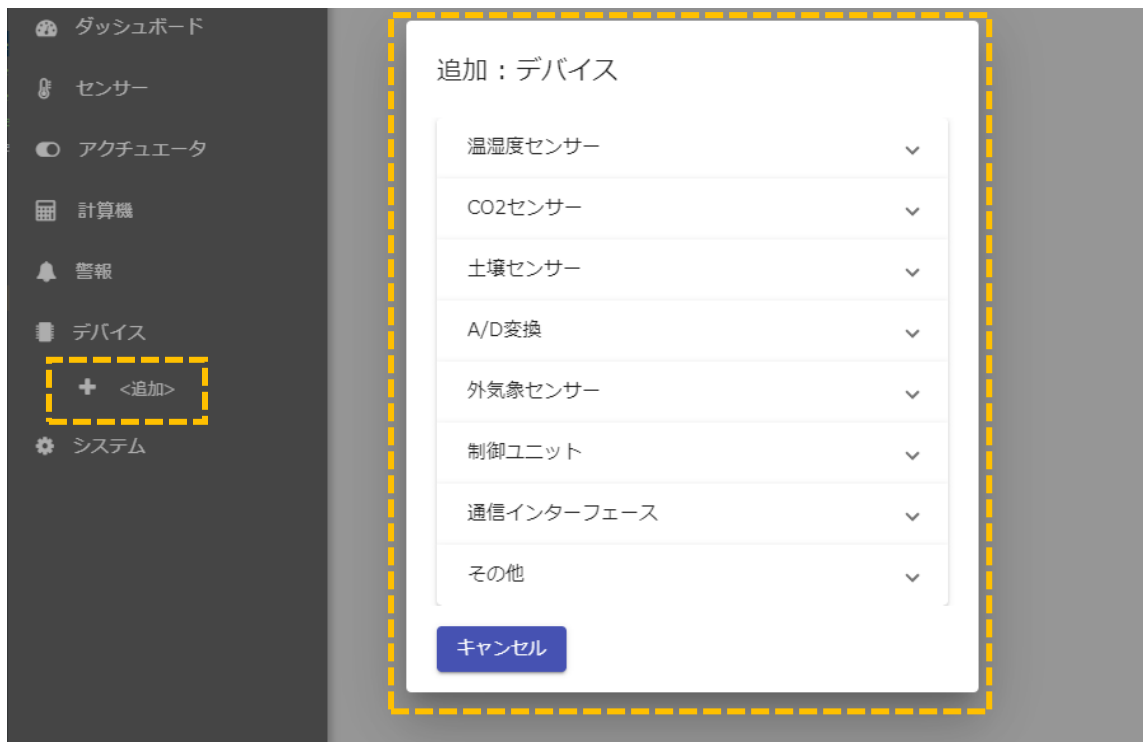 ダッシュボード
センサー
アクチュエータ
計算機
警報
デバイス
<追加>
システム
追加：デバイス
温湿度センサー
CO2センサー
土壌センサー
A/D変換
外気象センサー
制御ユニット
通信インターフェース
その他
キャンセル